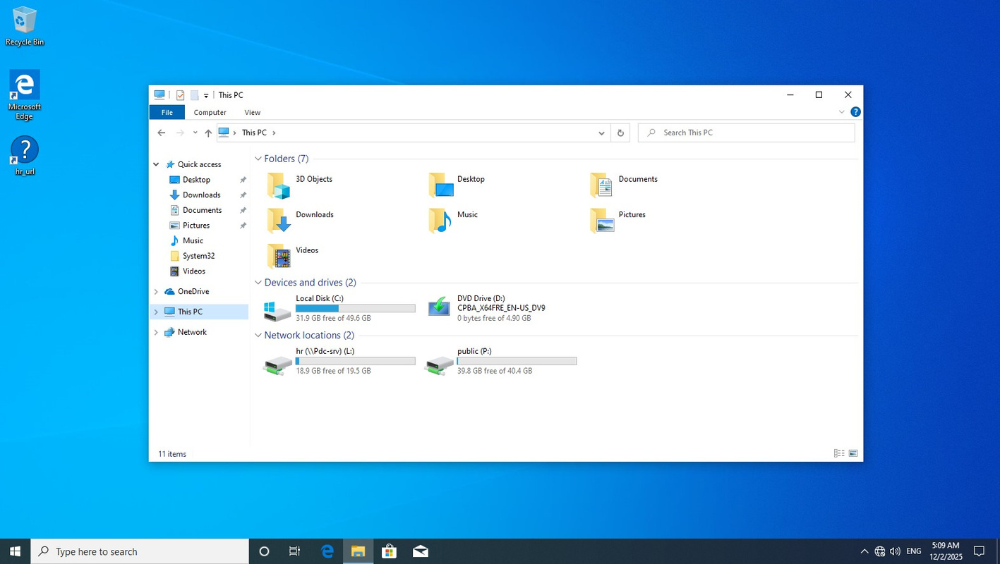 Recycle Bin
Microsoft
Edge
hr_url
This PC
File
Computer
View
This PC
Search This PC
Quick access
Desktop
Downloads
Documents
Pictures
Music
System32
Videos
OneDrive
This PC
Network
Folders (7)
3D Objects
Desktop
Documents
Downloads
Music
Pictures
Videos
Devices and drives (2)
Local Disk (C:)
31.9 GB free of 49.6 GB
DVD Drive (D:)
CPBA_X64FRE_EN-US_DV9
0 bytes free of 4.90 GB
Network locations (2)
hr (\\Pdc-srv) (L:)
18.9 GB free of 19.5 GB
public (P:)
39.8 GB free of 40.4 GB
11 items
Type here to search
ENG
5:09 AM
12/2/2025